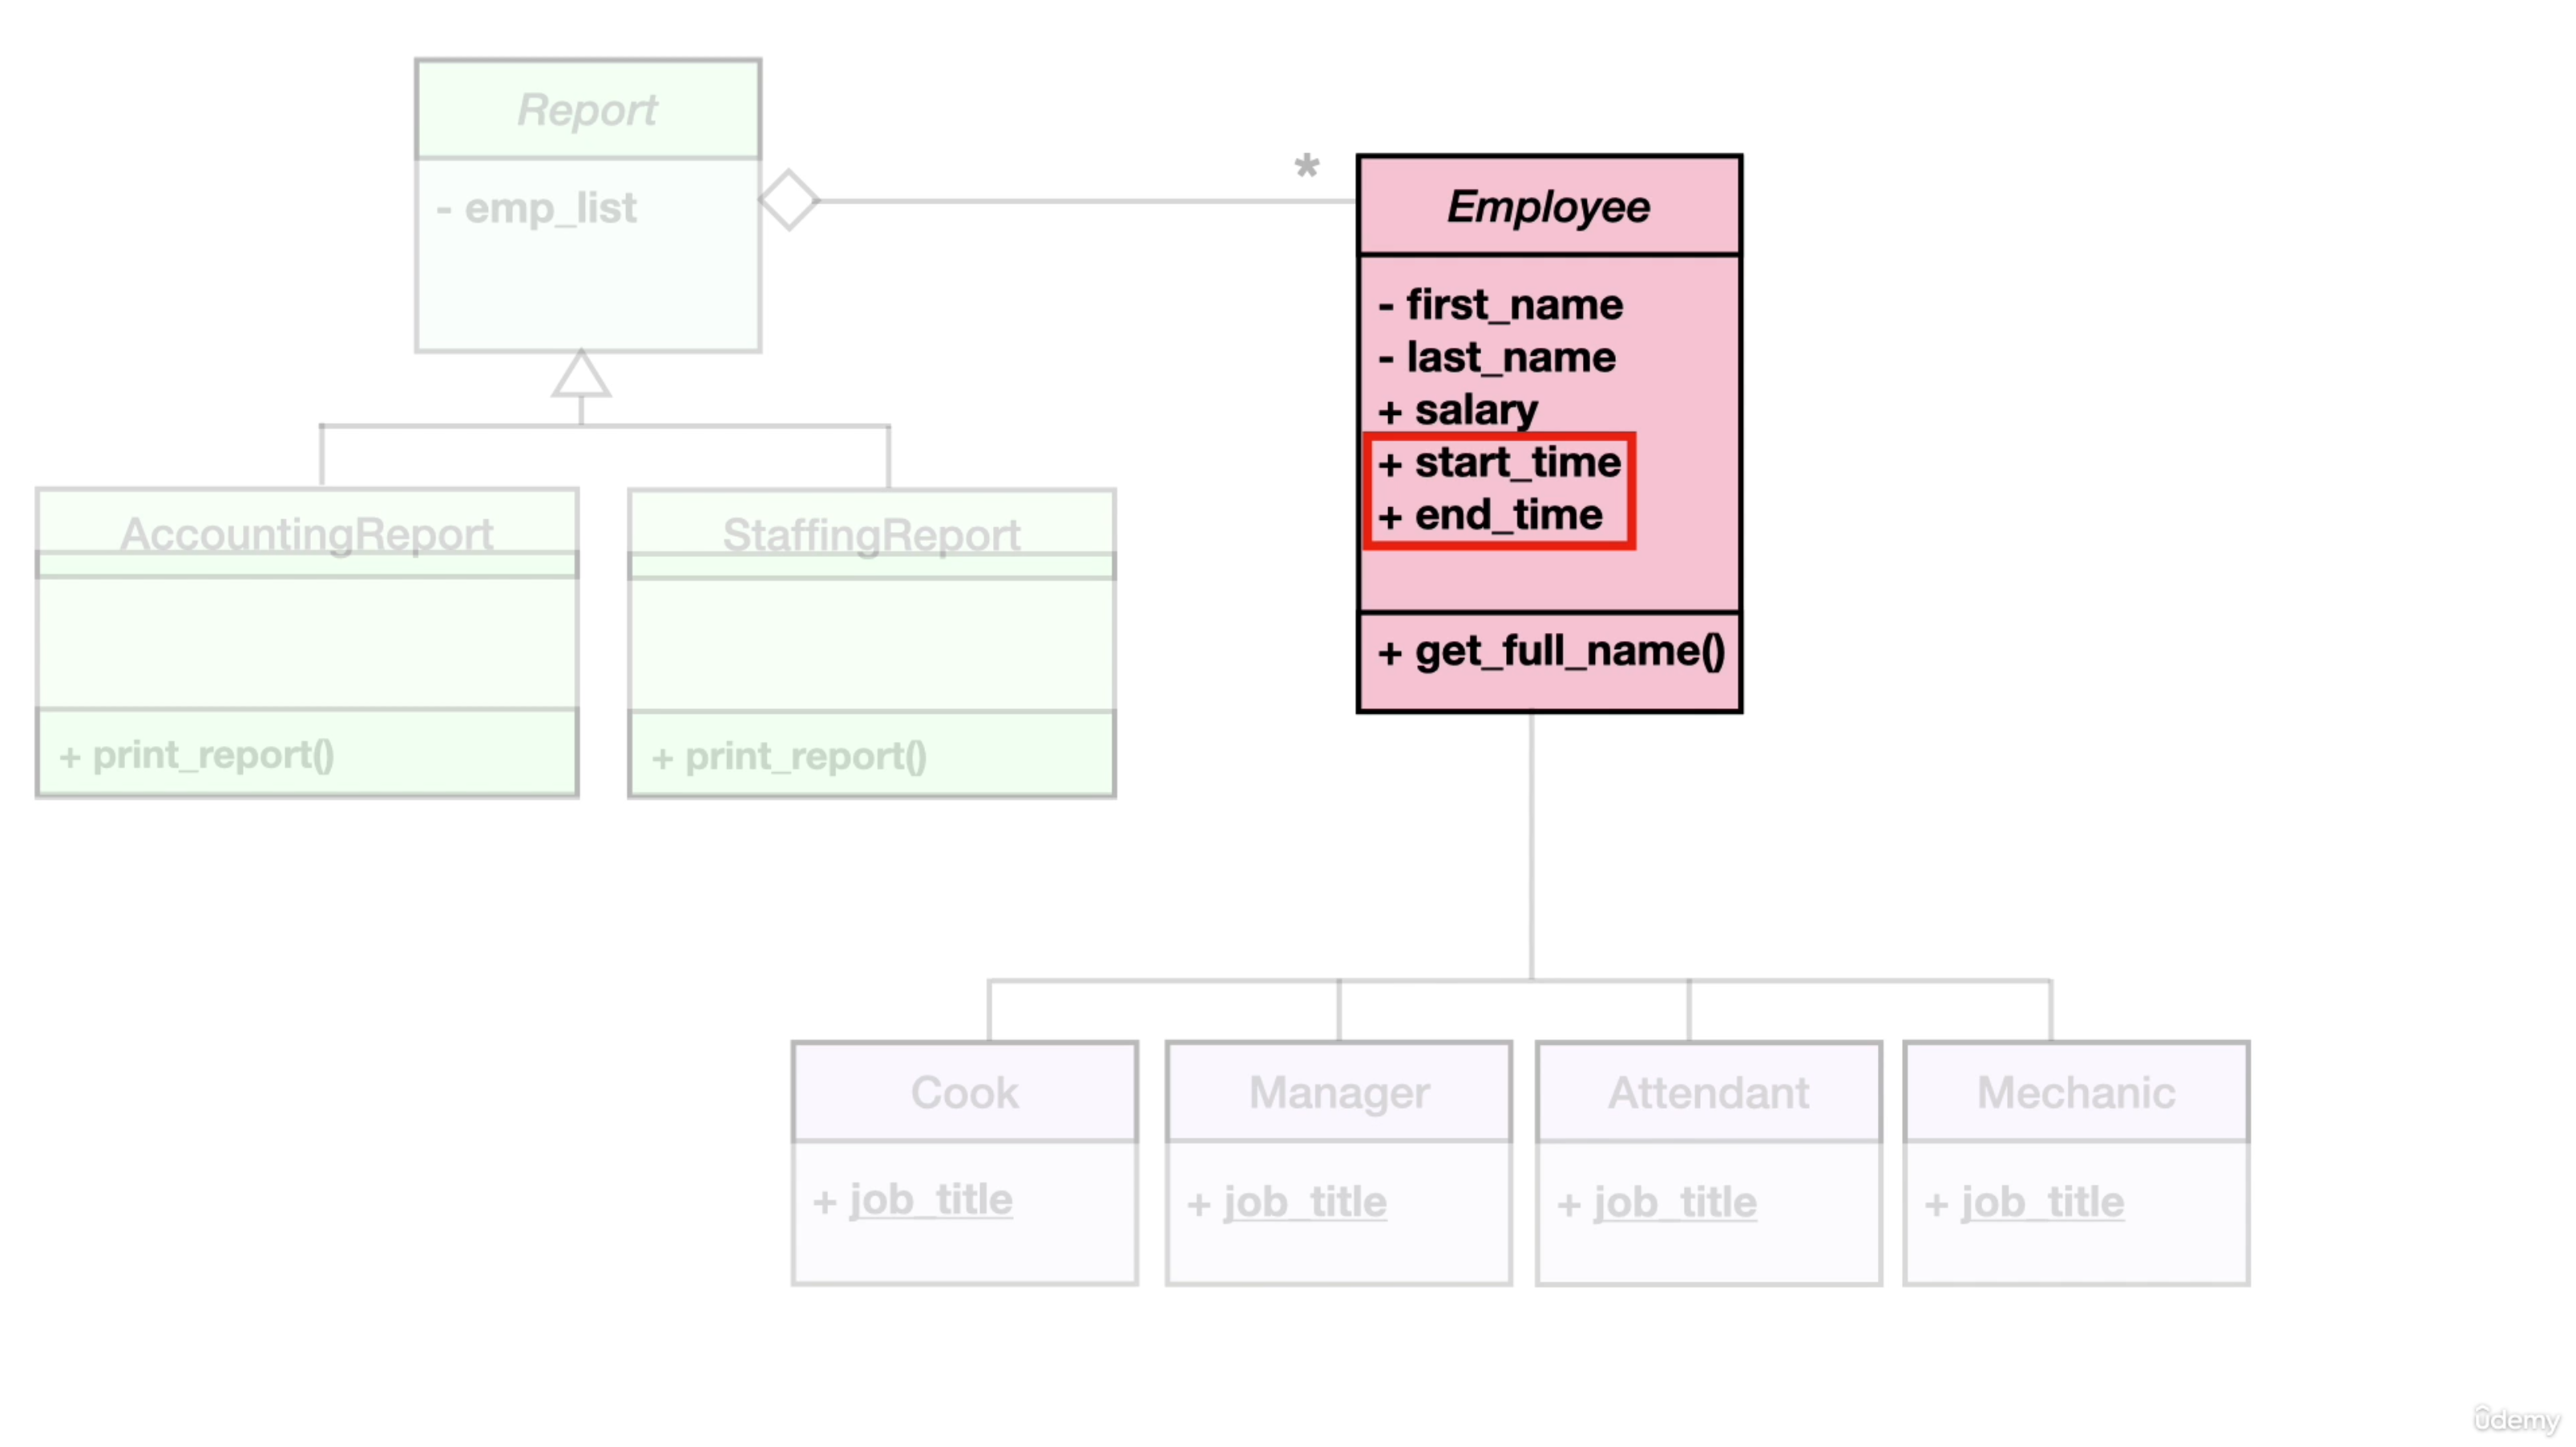 Report
- emp_list
*
Employee
- first_name
- last_name
+ salary
+ start_time
+ end_time
+ get_full_name()
AccountingReport
+ print_report()
StaffingReport
+ print_report()
Cook
+ job_title
Manager
+ job_title
Attendant
+ job_title
Mechanic
+ job_title
ûdemy